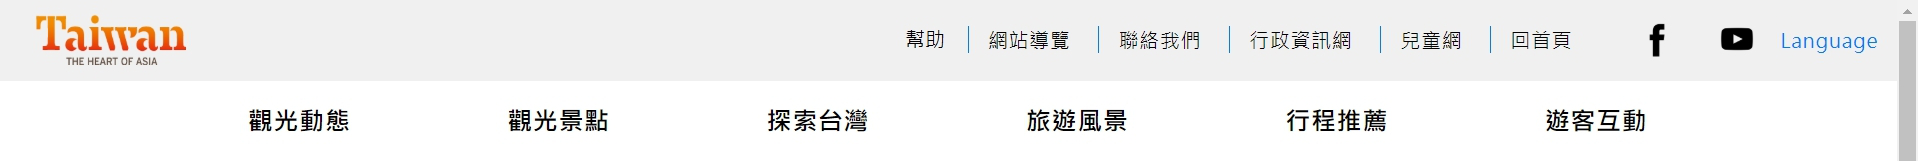 Taiwan
THE HEART OF ASIA
幫助 網站導覽 聯絡我們 行政資訊網 兒童網 回首頁 Language
觀光動態 觀光景點 探索台灣 旅遊風景 行程推薦 遊客互動